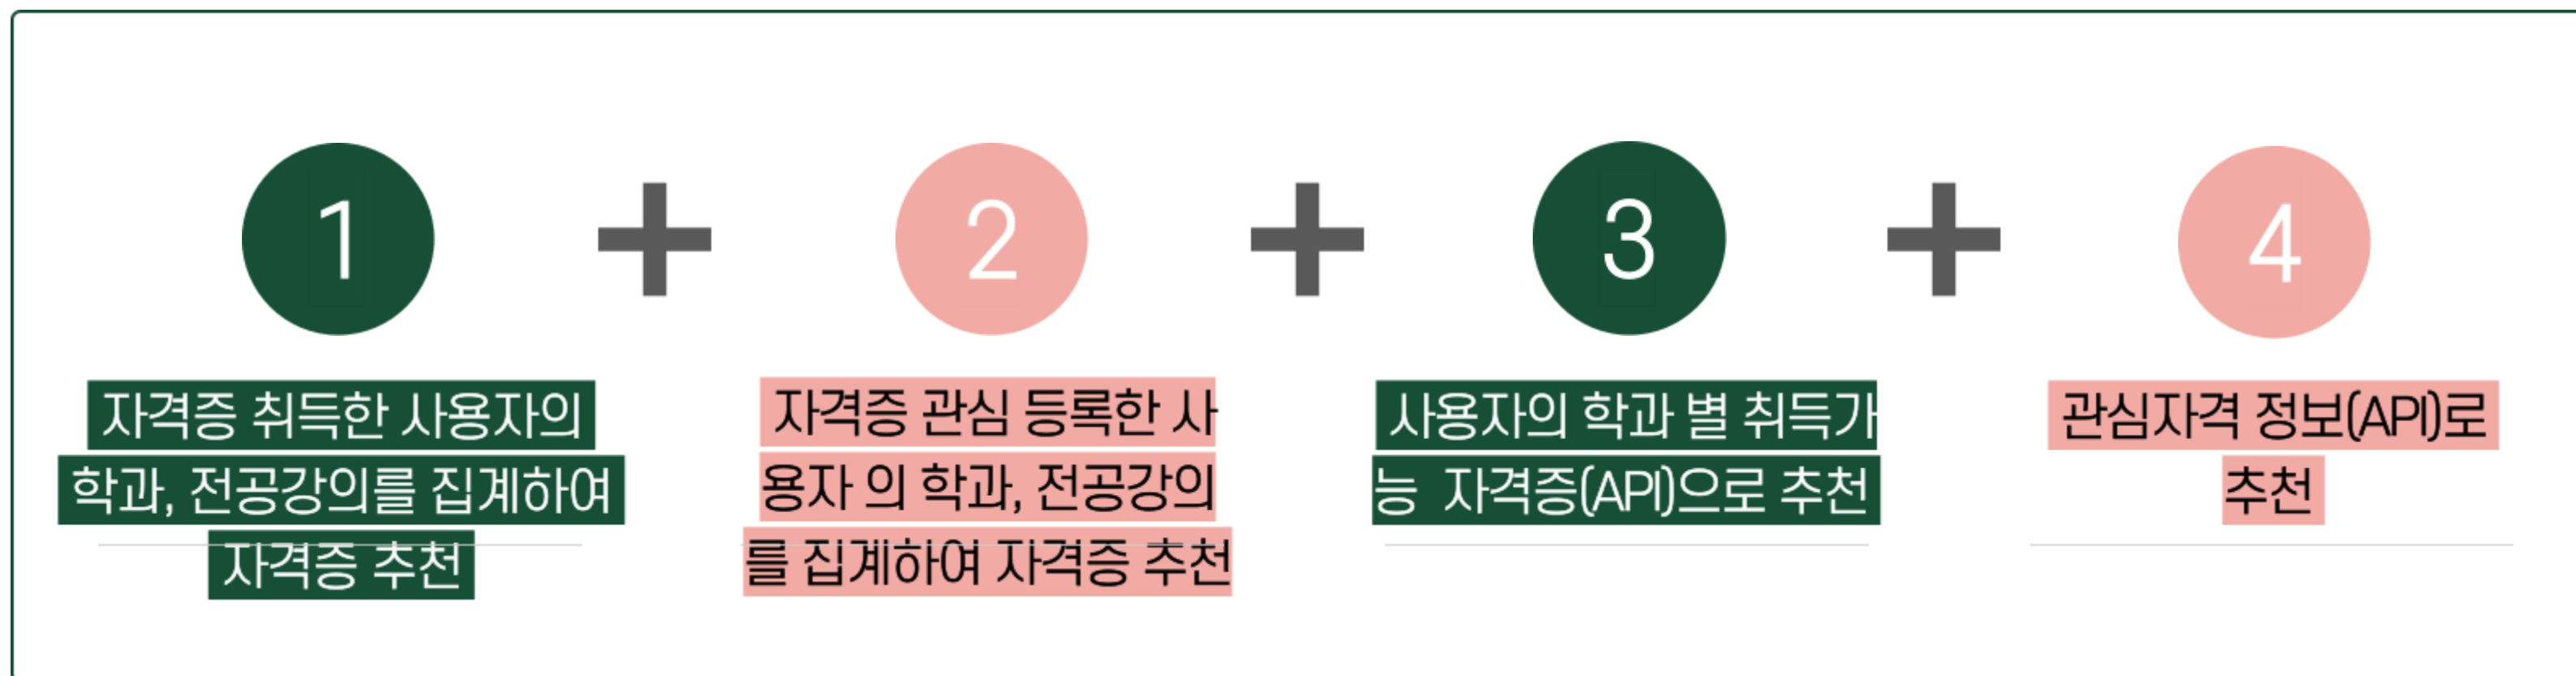 1
자격증 취득한 사용자의
학과, 전공강의를 집계하여
자격증 추천
2
자격증 관심 등록한 사
용자 의 학과, 전공강의
를 집계하여 자격증 추천
3
사용자의 학과 별 취득가
능 자격증(API)으로 추천
4
관심자격 정보(API)로
추천